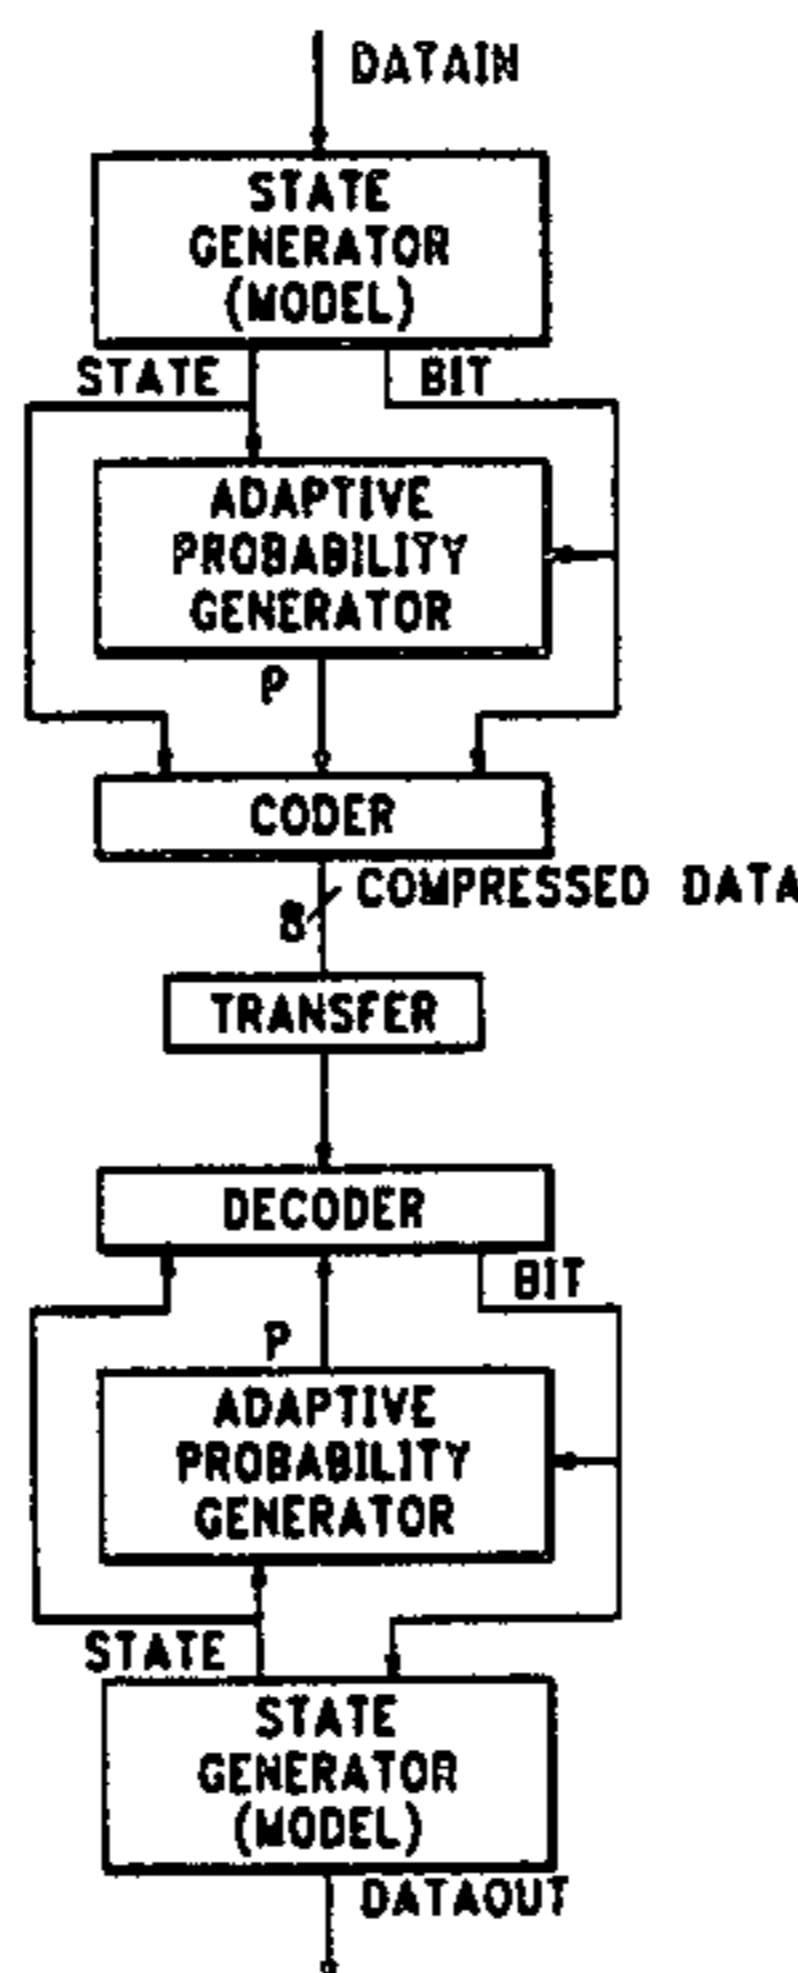 DATAIN
STATE
GENERATOR
(MODEL)
STATE
BIT
ADAPTIVE
PROBABILITY
GENERATOR
P
CODER
COMPRESSED DATA
8
TRANSFER
DECODER
BIT
P
ADAPTIVE
PROBABILITY
GENERATOR
STATE
STATE
GENERATOR
(MODEL)
DATAOUT